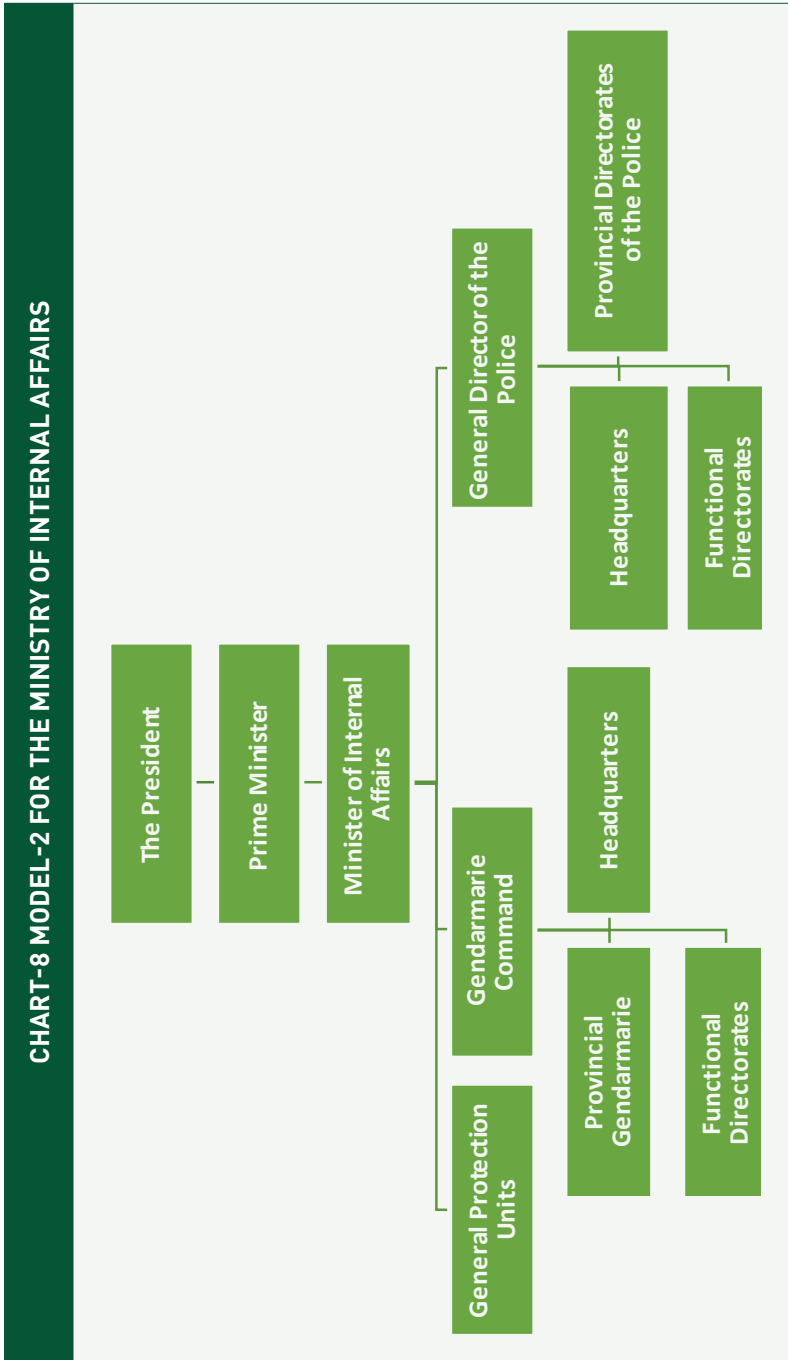 CHART-8 MODEL-2 FOR THE MINISTRY OF INTERNAL AFFAIRS
The President
Prime Minister
Minister of Internal
Affairs
General Protection
Units
Gendarmarie
Command
General Director of the
Police
Provincial
Gendarmarie
Headquarters
Functional
Directorates
Headquarters
Provincial Directorates
of the Police
Functional
Directorates